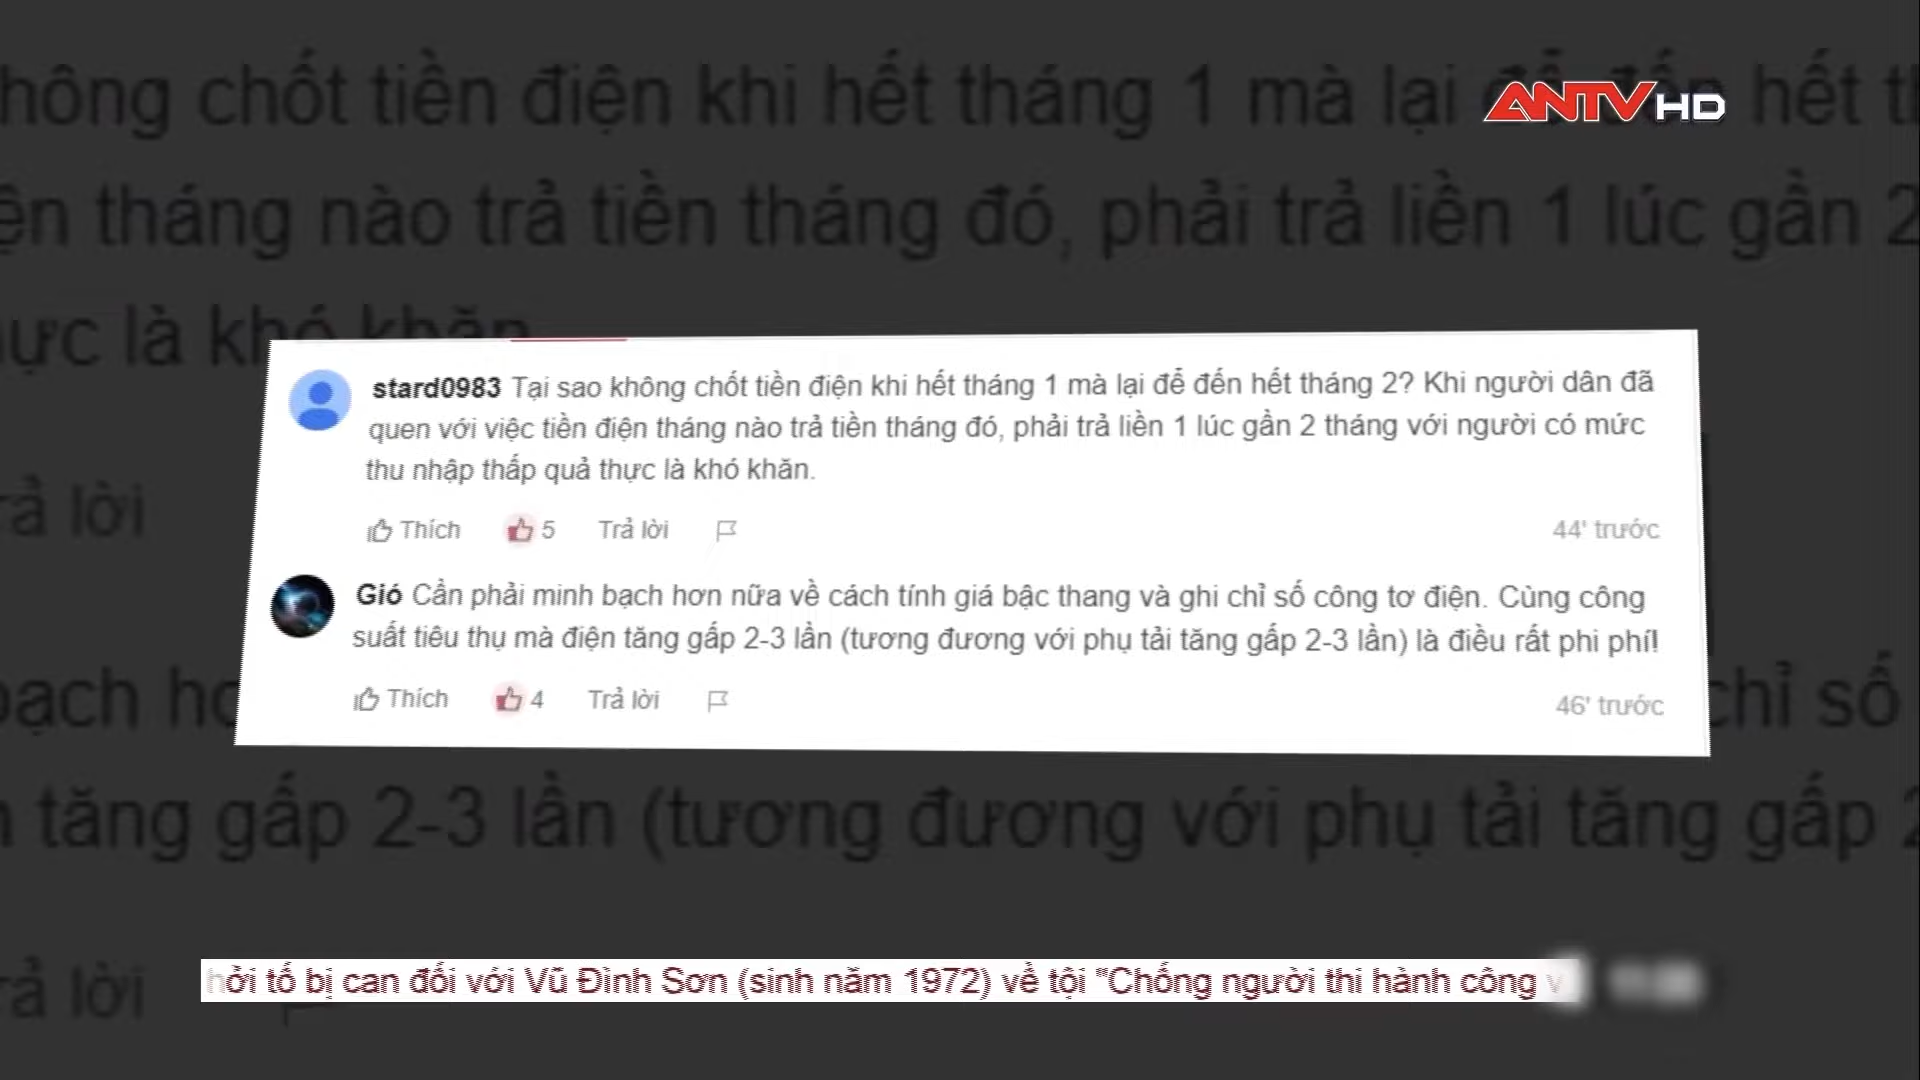 hông chốt tiền điện khi hết tháng 1 mà lại để đến hết th
ANTV HD
ện tháng nào trả tiền tháng đó, phải trả liền 1 lúc gần 2
ực là khó khăn
stard0983 Tại sao không chốt tiền điện khi hết tháng 1 mà lại để đến hết tháng 2? Khi người dân đã
quen với việc tiền điện tháng nào trả tiền tháng đó, phải trả liền 1 lúc gần 2 tháng với người có mức
thu nhập thấp quả thực là khó khăn.
Thích 5 Trả lời 44' trước
rả lời
Gió Cần phải minh bạch hơn nữa về cách tính giá bậc thang và ghi chỉ số công tơ điện. Cùng công
suất tiêu thụ mà điện tăng gấp 2-3 lần (tương đương với phụ tải tăng gấp 2-3 lần) là điều rất phi phí!
Thích 4 Trả lời 46' trước
bạch hơ chỉ số
n tăng gấp 2-3 lần (tương đương với phụ tải tăng gấp 2
rả lời
hởi tố bị can đối với Vũ Đình Sơn (sinh năm 1972) về tội "Chống người thi hành công v